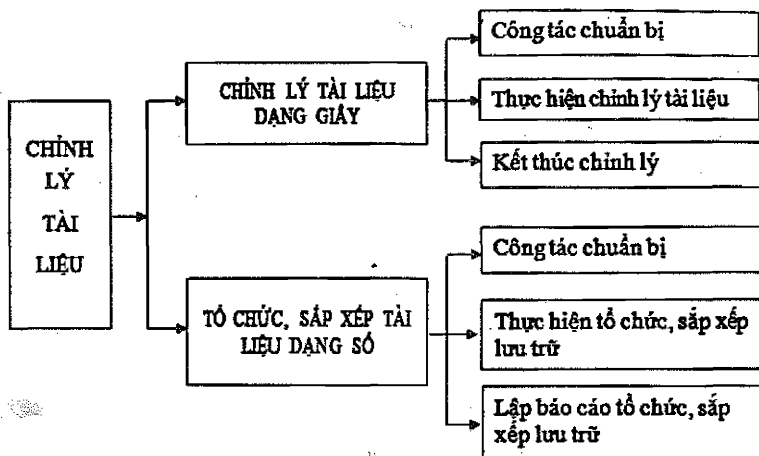 CHỈNH
LÝ
TÀI
LIỆU
CHỈNH LÝ TÀI LIỆU
DẠNG GIẤY
Công tác chuẩn bị
Thực hiện chỉnh lý tài liệu
Kết thúc chỉnh lý
TỔ CHỨC, SẮP XẾP TÀI
LIỆU DẠNG SỐ
Công tác chuẩn bị
Thực hiện tổ chức, sắp xếp
lưu trữ
Lập báo cáo tổ chức, sắp
xếp lưu trữ